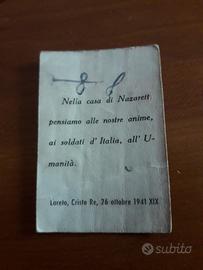 Nella casa di Nazarett
pensiamo alle nostre anime,
ai soldati d' Italia, all' U-
manità.
Loreto, Cristo Re, 26 ottobre 1941 XIX
subito